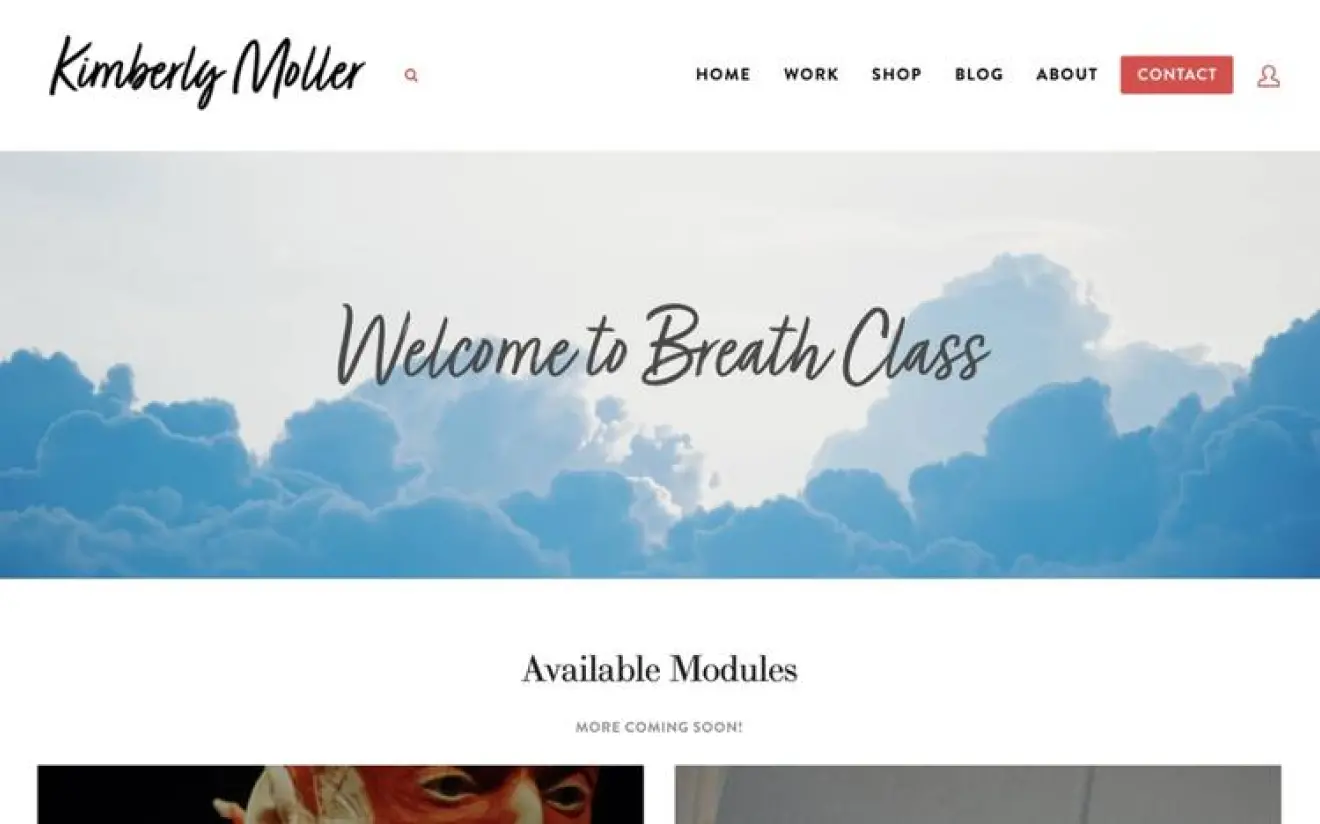 Kimberly Moller
HOME WORK SHOP BLOG ABOUT CONTACT
Welcome to Breath Class
Available Modules
MORE COMING SOON!